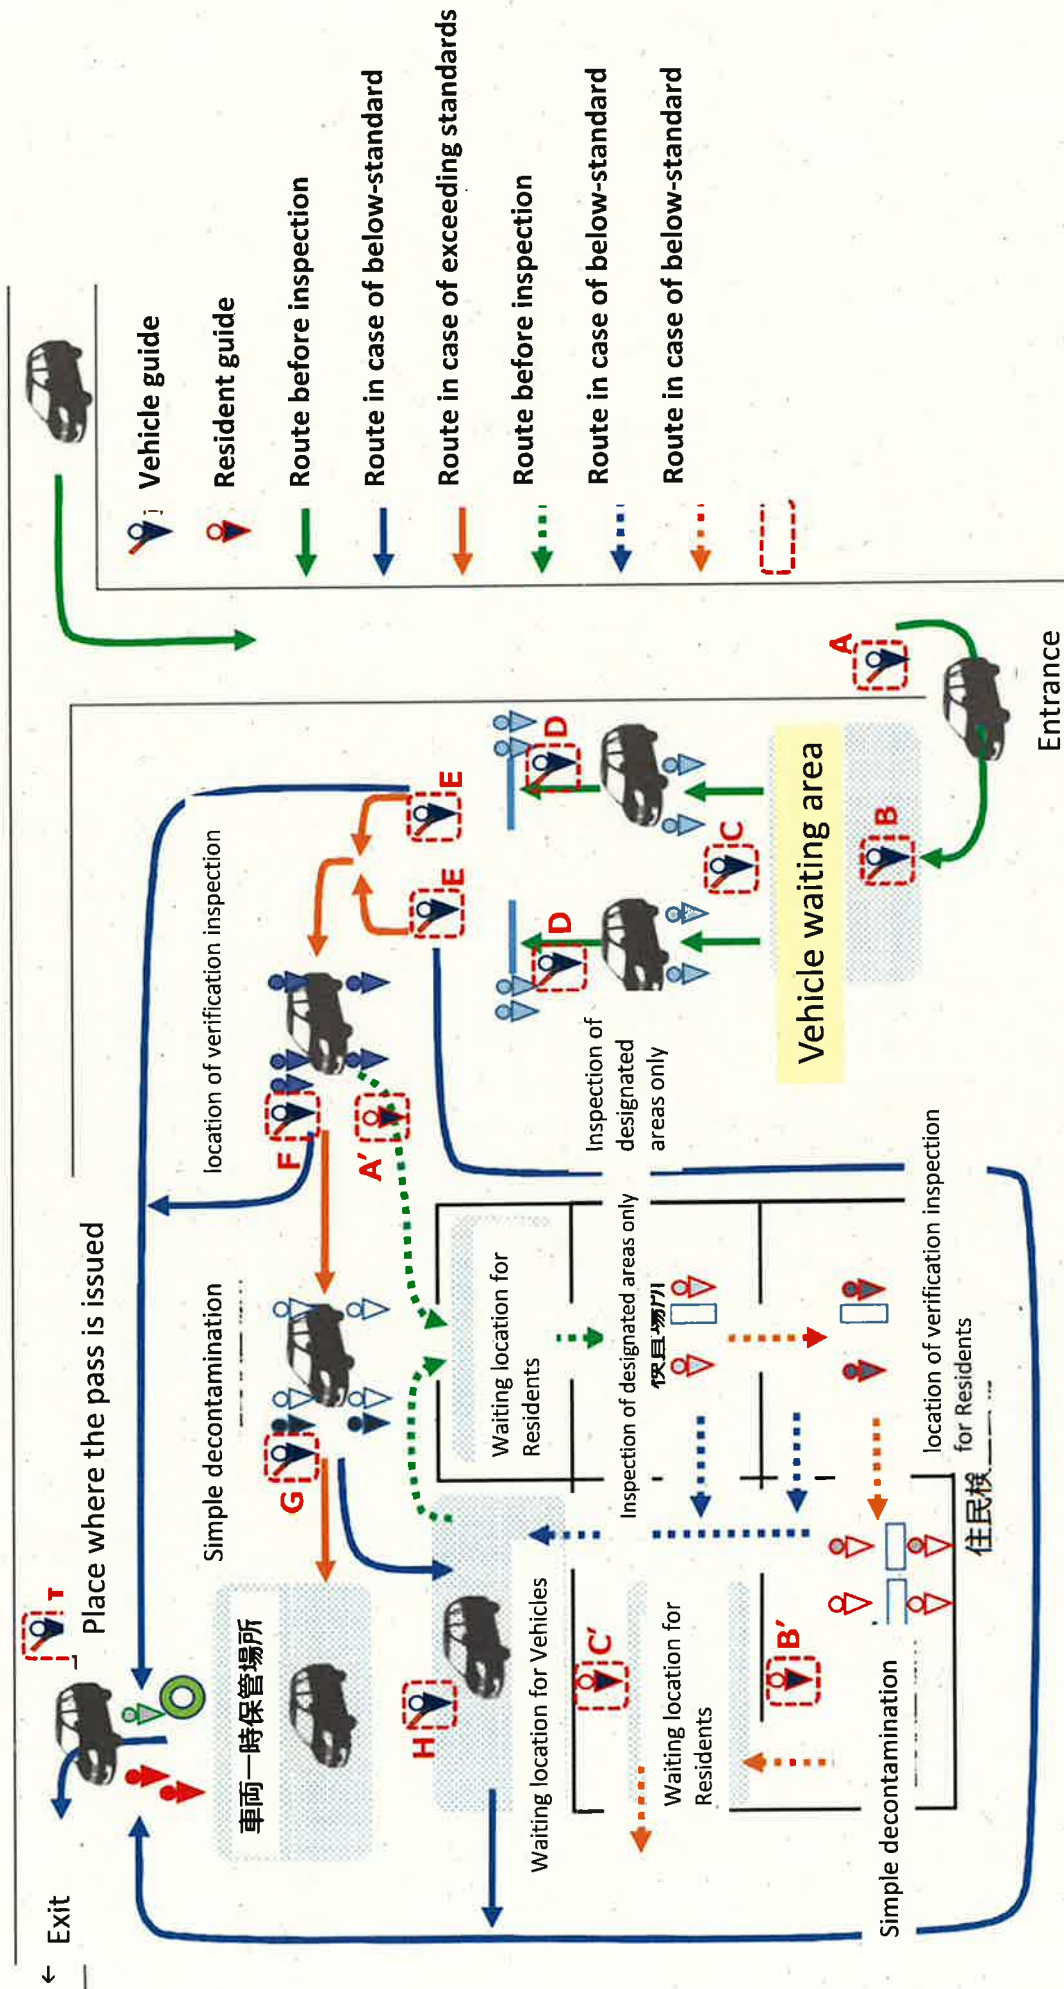 ← Exit
Place where the pass is issued
車両一時保管場所
Simple decontamination
location of verification inspection
G
F
A'
E
E
H
Waiting location for Vehicles
Waiting location for
Residents
Inspection of designated areas only
Inspection of
designated
areas only
D
D
C
C'
Waiting location for
Residents
B'
Vehicle waiting area
B
A
Entrance
Simple decontamination
住民検
location of verification inspection
for Residents
Vehicle guide
Resident guide
Route before inspection
Route in case of below-standard
Route in case of exceeding standards
Route before inspection
Route in case of below-standard
Route in case of below-standard